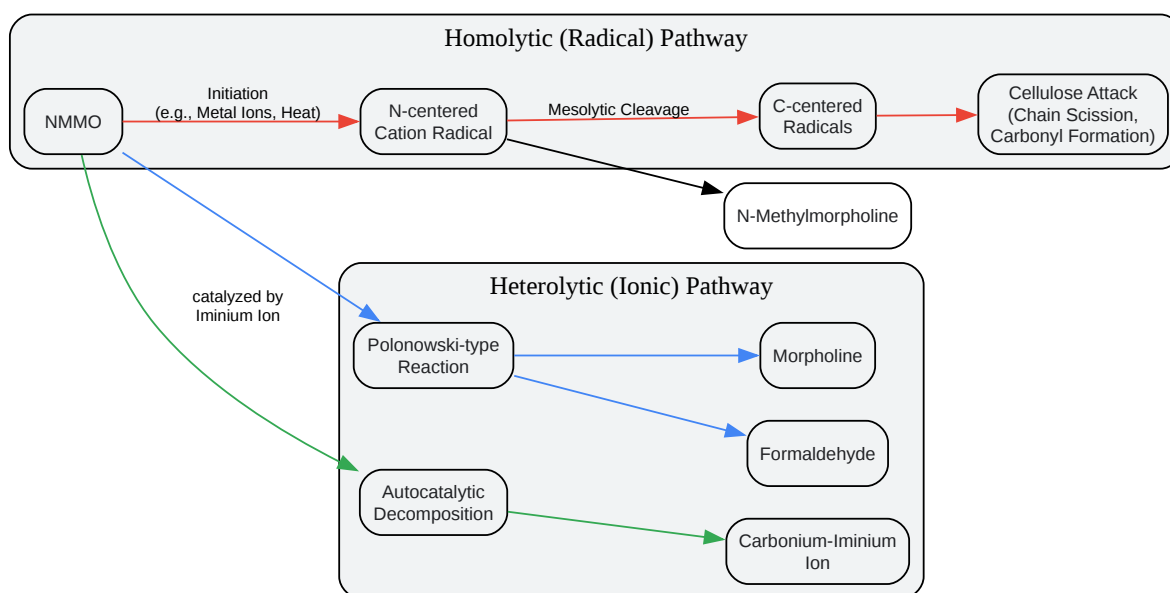 Homolytic (Radical) Pathway
NMMO
Initiation
(e.g., Metal Ions, Heat)
N-centered
Cation Radical
Mesolytic Cleavage
C-centered
Radicals
Cellulose Attack
(Chain Scission,
Carbonyl Formation)
N-Methylmorpholine
Heterolytic (Ionic) Pathway
catalyzed by
Iminium Ion
Polonowski-type
Reaction
Morpholine
Formaldehyde
Autocatalytic
Decomposition
Carbonium-Iminium
Ion